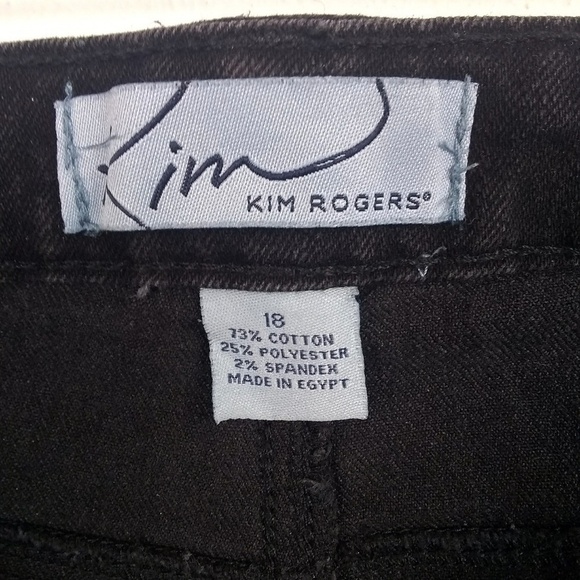 Kim
KIM ROGERS®
18
73% COTTON
25% POLYESTER
2% SPANDEX
MADE IN EGYPT